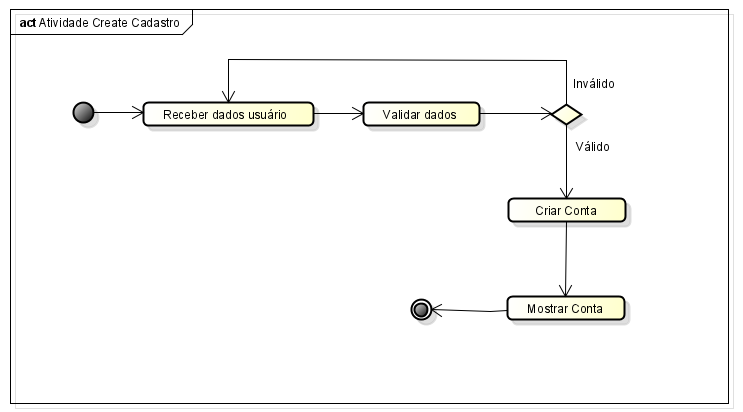 act Atividade Create Cadastro
Inválido
Receber dados usuário
Validar dados
Válido
Criar Conta
Mostrar Conta